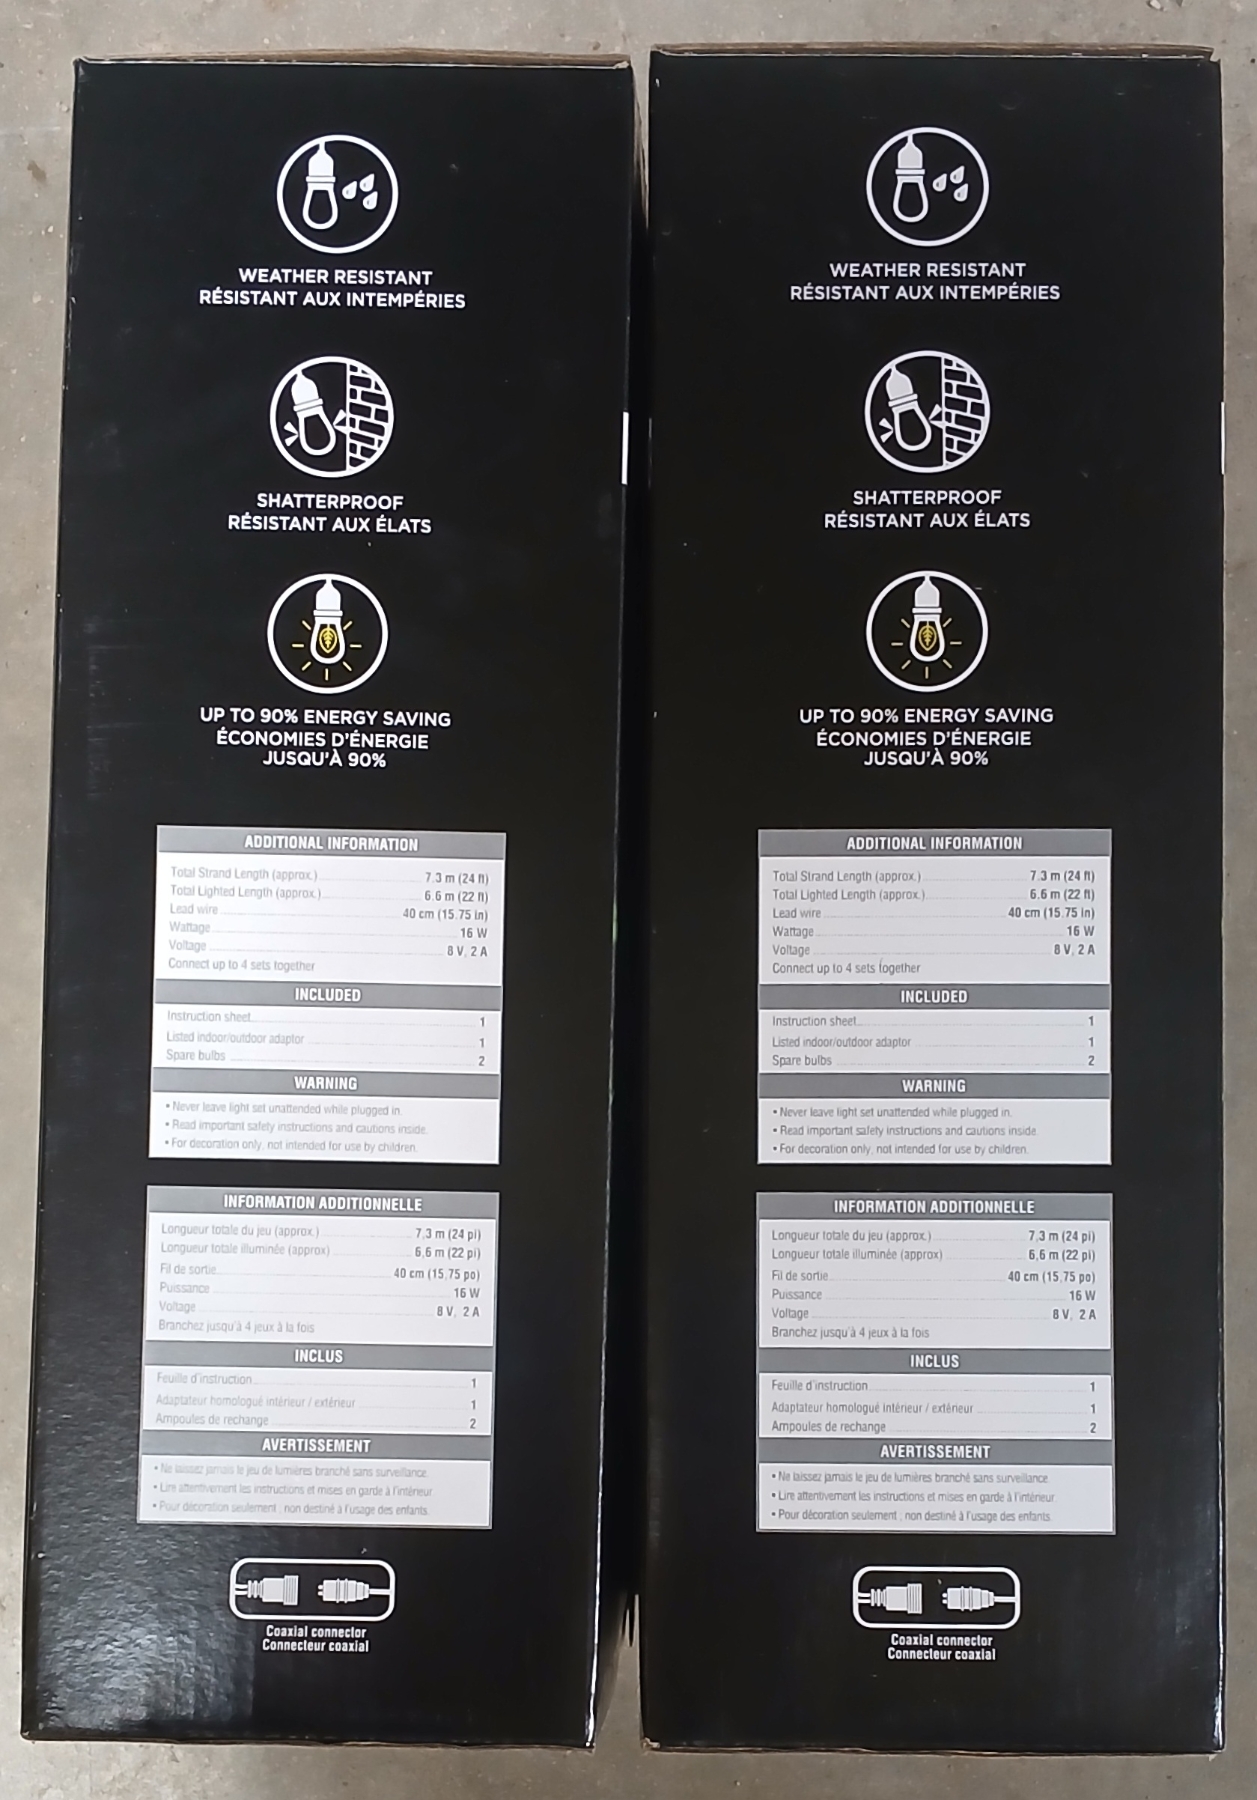 WEATHER RESISTANT
RÉSISTANT AUX INTEMPÉRIES
SHATTERPROOF
RÉSISTANT AUX ÉLATS
UP TO 90% ENERGY SAVING
ÉCONOMIES D'ÉNERGIE
JUSQU'À 90%
ADDITIONAL INFORMATION
Total Strand Length (approx.) 7.3 m (24 ft)
Total Lighted Length (approx.) 6.6 m (22 ft)
Lead wire 40 cm (15.75 in)
Wattage 16 W
Voltage 8 V, 2 A
Connect up to 4 sets together
INCLUDED
Instruction sheet 1
Listed indoor/outdoor adaptor 1
Spare bulbs 2
WARNING
• Never leave light set unattended while plugged in.
• Read important safety instructions and cautions inside.
• For decoration only, not intended for use by children.
INFORMATION ADDITIONNELLE
Longueur totale du jeu (approx.) 7,3 m (24 pi)
Longueur totale illuminée (approx) 6,6 m (22 pi)
Fil de sortie 40 cm (15,75 po)
Puissance 16 W
Voltage 8 V, 2 A
Branchez jusqu'à 4 jeux à la fois
INCLUS
Feuille d'instruction 1
Adaptateur homologué intérieur / extérieur 1
Ampoules de rechange 2
AVERTISSEMENT
• Ne laissez jamais le jeu de lumières branché sans surveillance.
• Lire attentivement les instructions et mises en garde à l'intérieur
• Pour décoration seulement ; non destiné à l'usage des enfants.
Coaxial connector
Connecteur coaxial
WEATHER RESISTANT
RÉSISTANT AUX INTEMPÉRIES
SHATTERPROOF
RÉSISTANT AUX ÉLATS
UP TO 90% ENERGY SAVING
ÉCONOMIES D'ÉNERGIE
JUSQU'À 90%
ADDITIONAL INFORMATION
Total Strand Length (approx.) 7.3 m (24 ft)
Total Lighted Length (approx.) 6.6 m (22 ft)
Lead wire 40 cm (15.75 in)
Wattage 16 W
Voltage 8 V, 2 A
Connect up to 4 sets together
INCLUDED
Instruction sheet 1
Listed indoor/outdoor adaptor 1
Spare bulbs 2
WARNING
• Never leave light set unattended while plugged in.
• Read important safety instructions and cautions inside.
• For decoration only, not intended for use by children.
INFORMATION ADDITIONNELLE
Longueur totale du jeu (approx.) 7,3 m (24 pi)
Longueur totale illuminée (approx) 6,6 m (22 pi)
Fil de sortie 40 cm (15,75 po)
Puissance 16 W
Voltage 8 V, 2 A
Branchez jusqu'à 4 jeux à la fois
INCLUS
Feuille d'instruction 1
Adaptateur homologué intérieur / extérieur 1
Ampoules de rechange 2
AVERTISSEMENT
• Ne laissez jamais le jeu de lumières branché sans surveillance.
• Lire attentivement les instructions et mises en garde à l'intérieur
• Pour décoration seulement ; non destiné à l'usage des enfants.
Coaxial connector
Connecteur coaxial